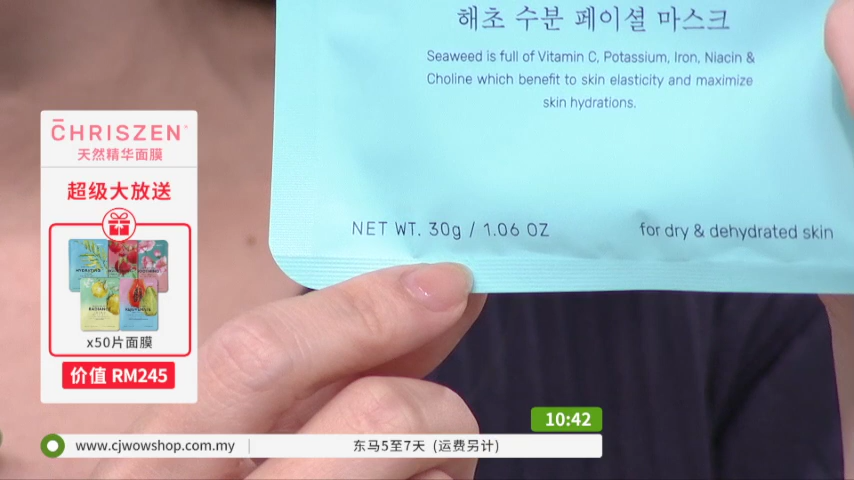 해초 수분 페이셜 마스크
Seaweed is full of Vitamin C, Potassium, Iron, Niacin &
Choline which benefit to skin elasticity and maximize
skin hydrations.
NET WT. 30g / 1.06 OZ
for dry & dehydrated skin
CHRISZEN
天然精华面膜
超级大放送
x50片面膜
价值 RM245
10:42
www.cjwowshop.com.my
东马5至7天 (运费另计)